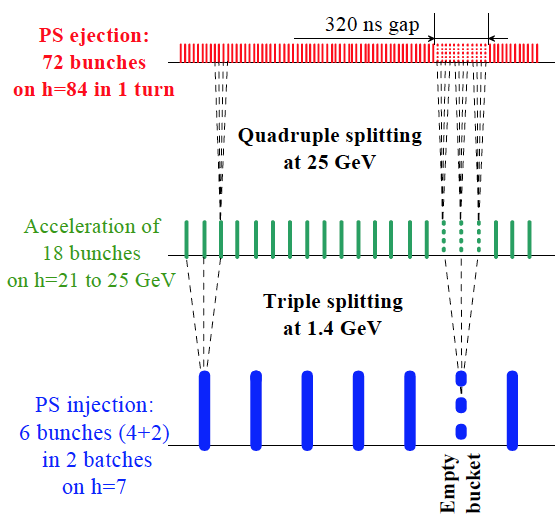 PS ejection:
72 bunches
on h=84 in 1 turn
320 ns gap
Quadruple splitting
at 25 GeV
Acceleration of
18 bunches
on h=21 to 25 GeV
Triple splitting
at 1.4 GeV
PS injection:
6 bunches (4+2)
in 2 batches
on h=7
Empty
bucket